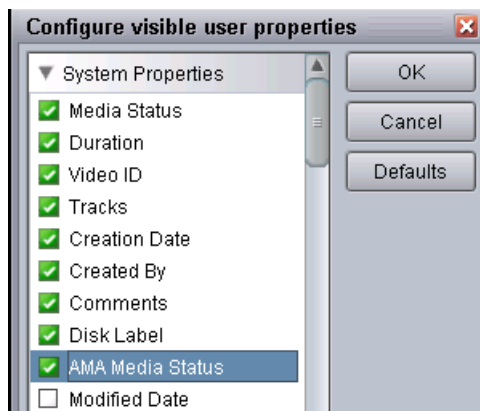 Configure visible user properties
System Properties
Media Status
Duration
Video ID
Tracks
Creation Date
Created By
Comments
Disk Label
AMA Media Status
Modified Date
OK
Cancel
Defaults